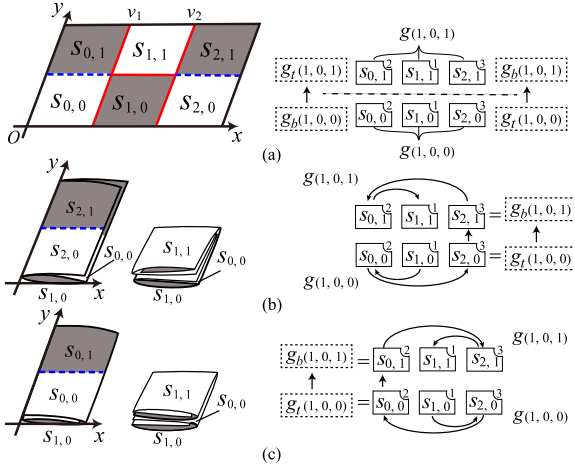 y
v1 v2
g(1, 0, 1)
S0, 1 S1, 1 S2, 1
gt(1, 0, 1) S0, 1 2 S1, 1 1 S2, 1 3 gb(1, 0, 1)
S0, 0 S1, 0 S2, 0
gb(1, 0, 0) S0, 0 2 S1, 0 1 S2, 0 3 gt(1, 0, 0)
O x
g(1, 0, 0)
(a)
y
g(1, 0, 1)
S2, 1
S0, 1 2 S1, 1 1 S2, 1 3 = gb(1, 0, 1)
S2, 0 S0, 0 S1, 1 S0, 0
S0, 0 2 S1, 0 1 S2, 0 3 = gt(1, 0, 0)
S1, 0 x S1, 0
g(1, 0, 0)
(b)
y
g(1, 0, 1)
S0, 1
gb(1, 0, 1) = S0, 1 2 S1, 1 1 S2, 1 3
S0, 0 S1, 1 S0, 0
gt(1, 0, 0) = S0, 0 2 S1, 0 1 S2, 0 3
g(1, 0, 0)
S1, 0 x S1, 0
(c)